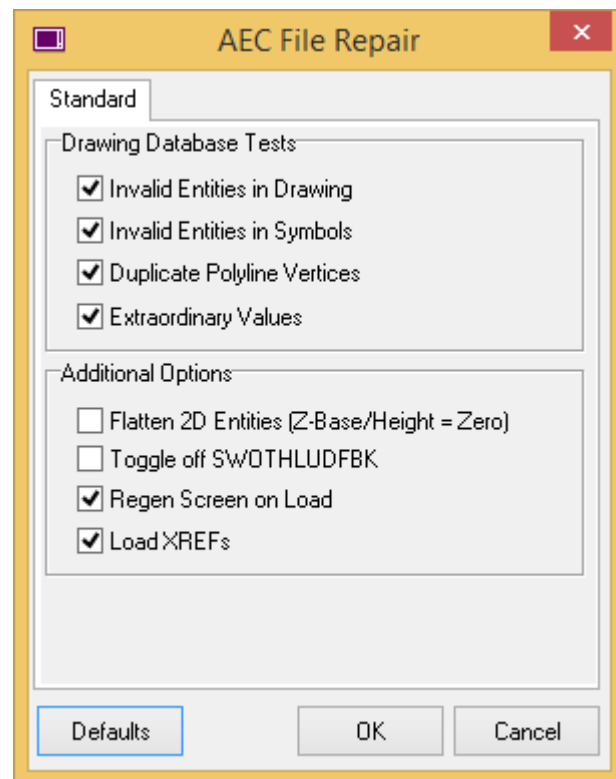 AEC File Repair
Standard
Drawing Database Tests
Invalid Entities in Drawing
Invalid Entities in Symbols
Duplicate Polyline Vertices
Extraordinary Values
Additional Options
Flatten 2D Entities (Z-Base/Height = Zero)
Toggle off SWOTHLUDFBK
Regen Screen on Load
Load XREFs
Defaults OK Cancel